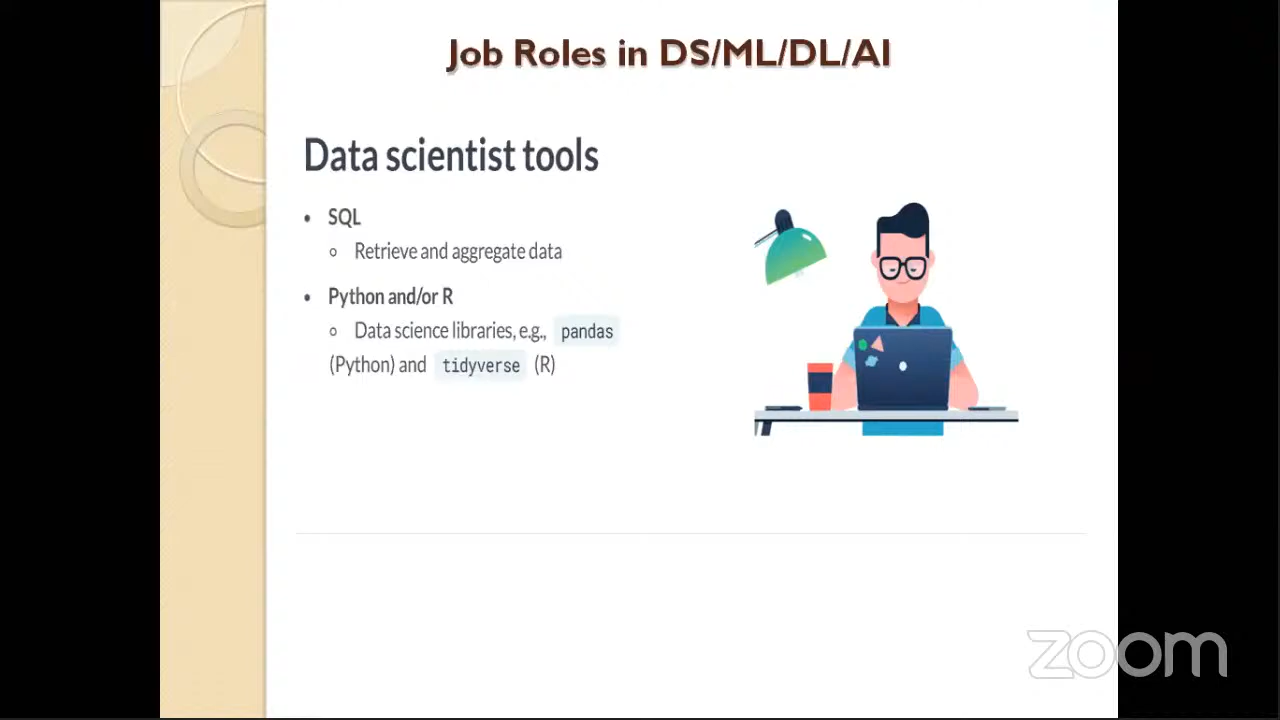 Job Roles in DS/ML/DL/AI
Data scientist tools
• SQL
○ Retrieve and aggregate data
• Python and/or R
○ Data science libraries, e.g., pandas
(Python) and tidyverse (R)
zoom